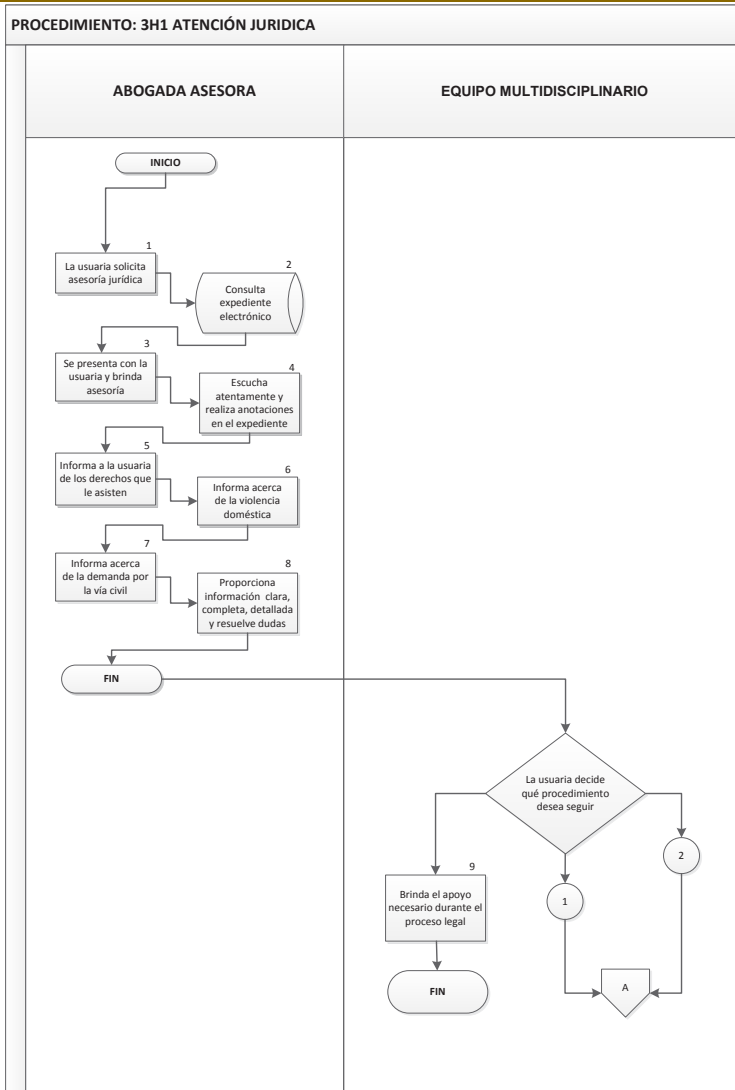 PROCEDIMIENTO: 3H1 ATENCIÓN JURIDICA
ABOGADA ASESORA
EQUIPO MULTIDISCIPLINARIO
INICIO
1
La usuaria solicita
asesoría jurídica
2
Consulta
expediente
electrónico
3
Se presenta con la
usuaria y brinda
asesoría
4
Escucha
atentamente y
realiza anotaciones
en el expediente
5
Informa a la usuaria
de los derechos que
le asisten
6
Informa acerca
de la violencia
doméstica
7
Informa acerca
de la demanda por
la vía civil
8
Proporciona
información clara,
completa, detallada
y resuelve dudas
FIN
La usuaria decide
qué procedimiento
desea seguir
9
Brinda el apoyo
necesario durante el
proceso legal
1
2
A
FIN